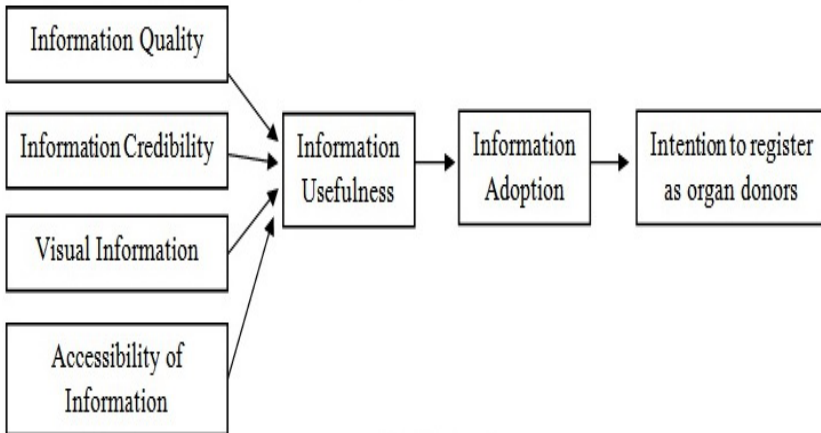 Information Quality
Information Credibility
Visual Information
Accessibility of
Information
Information
Usefulness
Information
Adoption
Intention to register
as organ donors